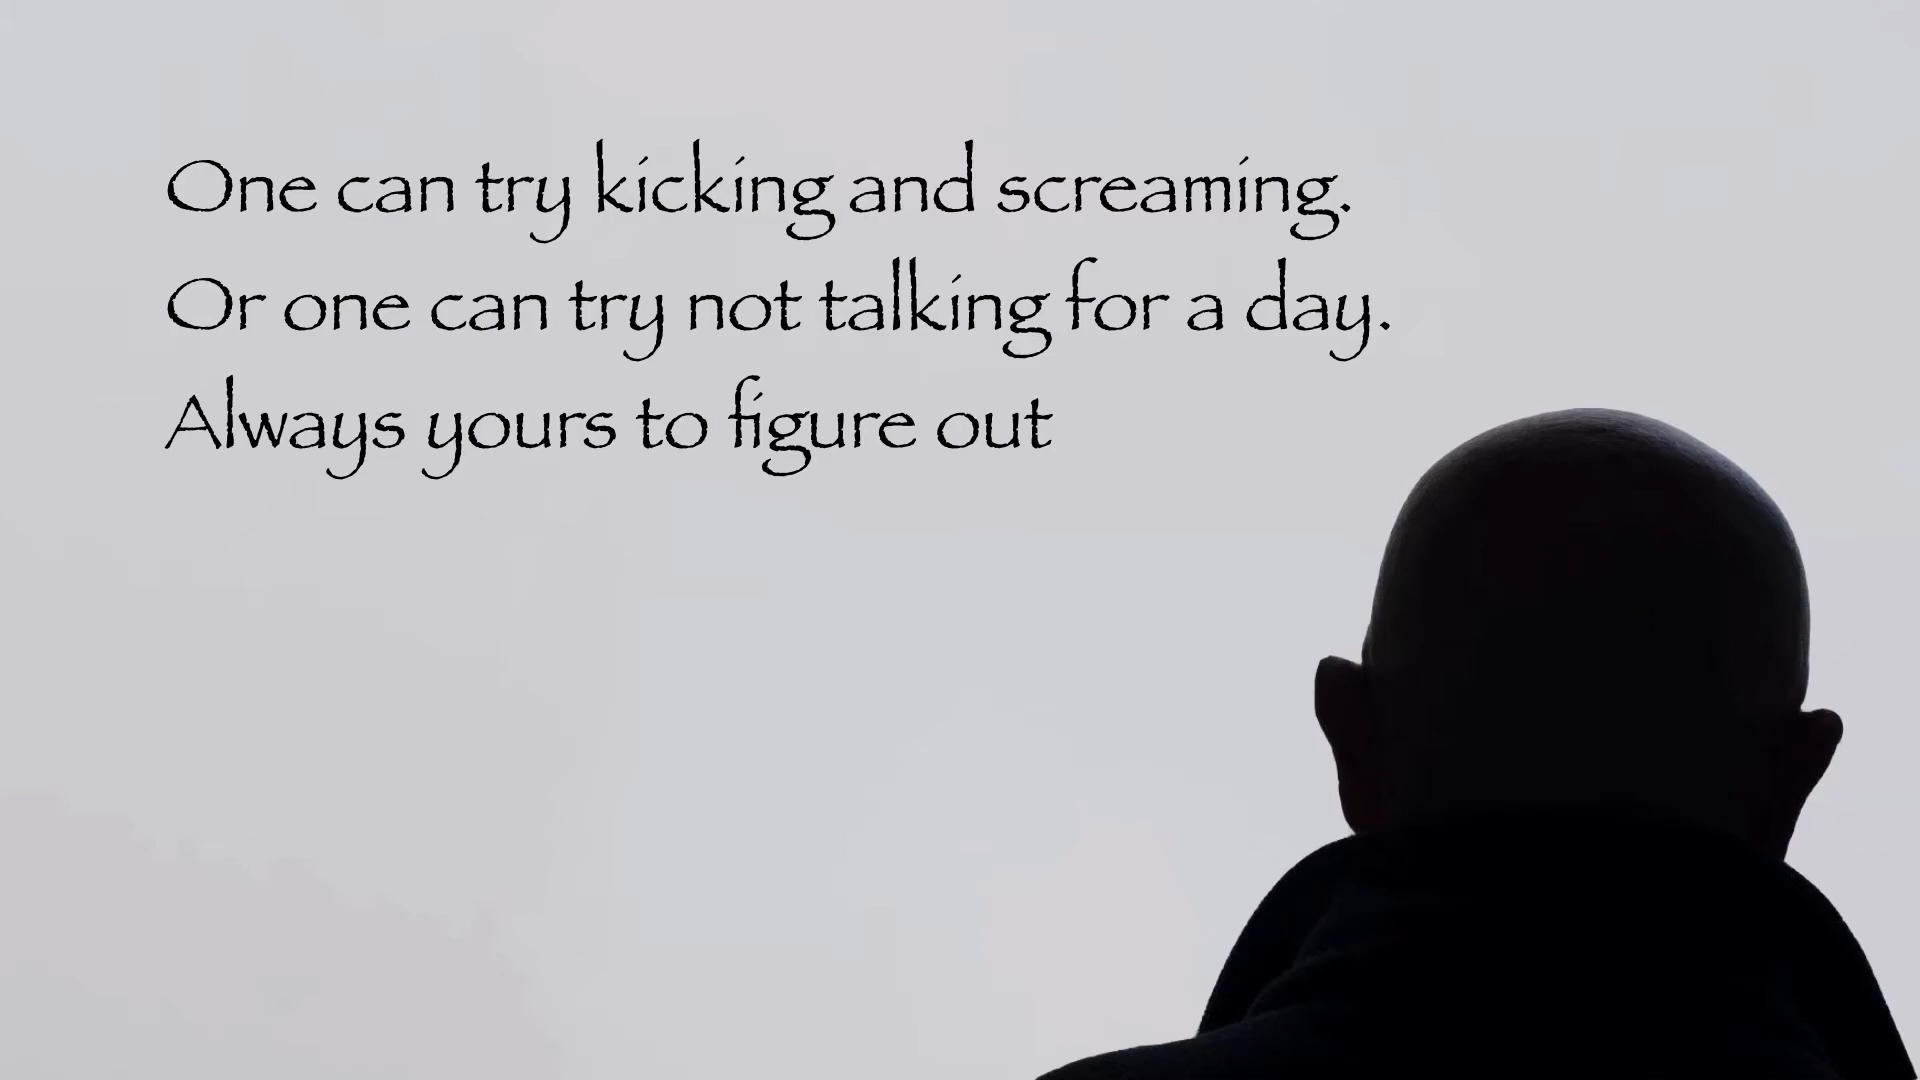 One can try kicking and screaming.
Or one can try not talking for a day.
Always yours to figure out